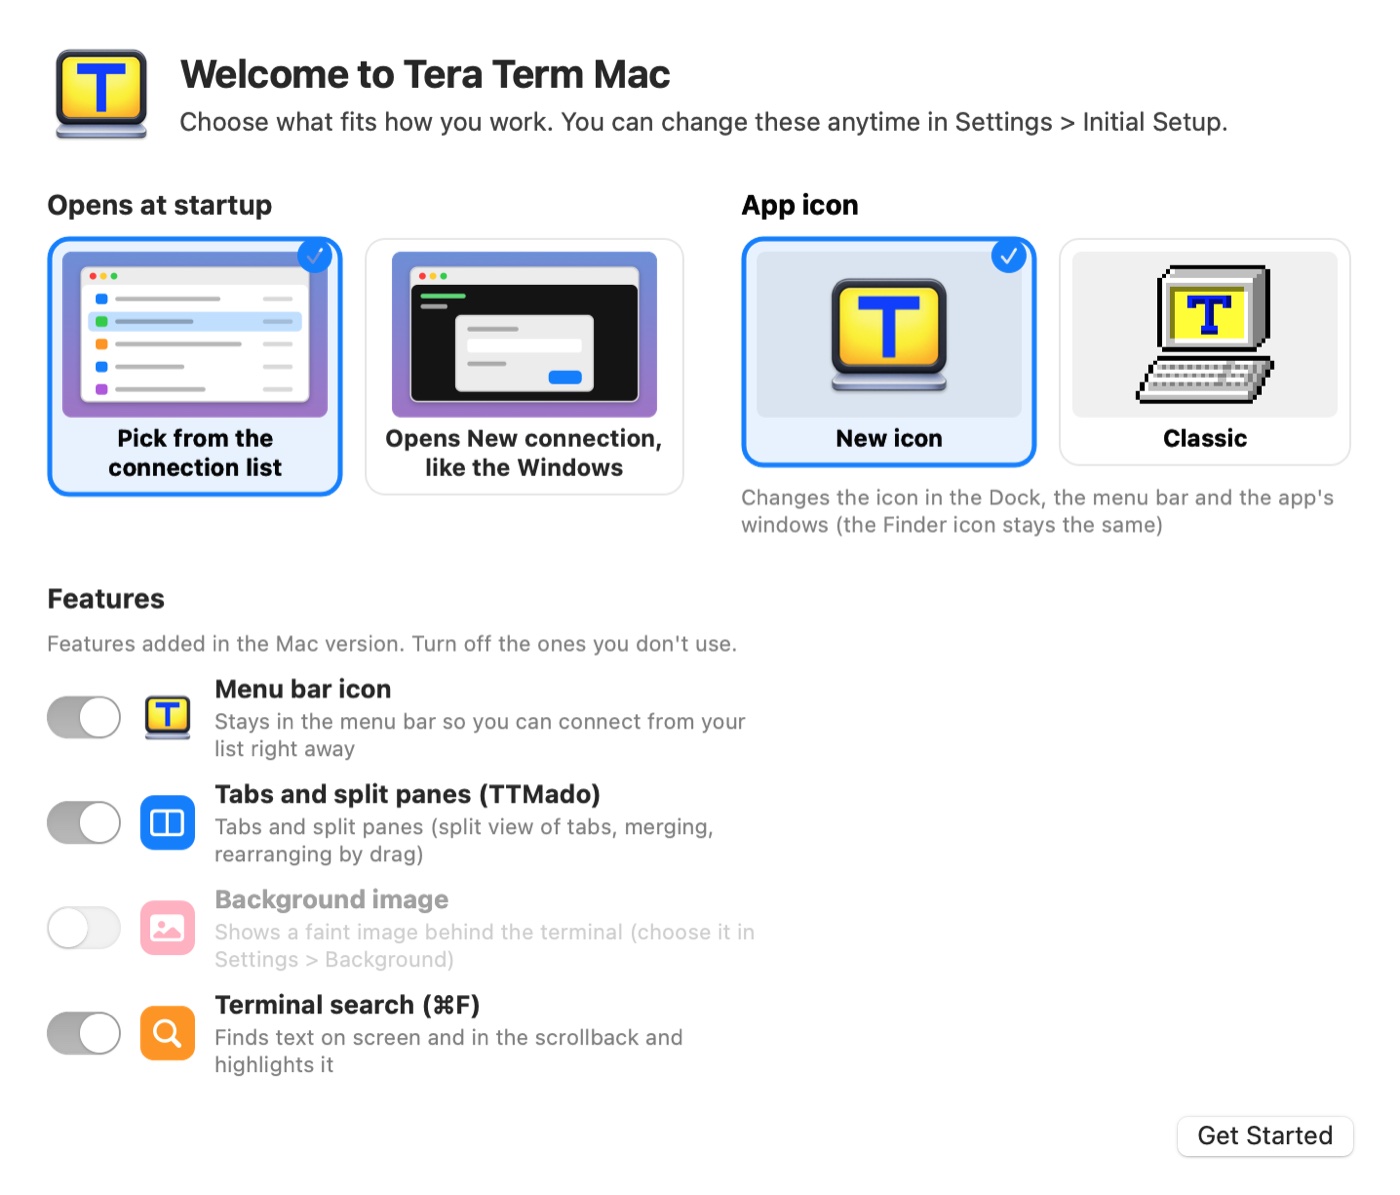 Welcome to Tera Term Mac
Choose what fits how you work. You can change these anytime in Settings > Initial Setup.
Opens at startup
Pick from the
connection list
Opens New connection,
like the Windows
App icon
T
New icon
T
Classic
Changes the icon in the Dock, the menu bar and the app's
windows (the Finder icon stays the same)
Features
Features added in the Mac version. Turn off the ones you don't use.
Menu bar icon
Stays in the menu bar so you can connect from your
list right away
Tabs and split panes (TTMado)
Tabs and split panes (split view of tabs, merging,
rearranging by drag)
Background image
Shows a faint image behind the terminal (choose it in
Settings > Background)
Terminal search (⌘F)
Finds text on screen and in the scrollback and
highlights it
Get Started